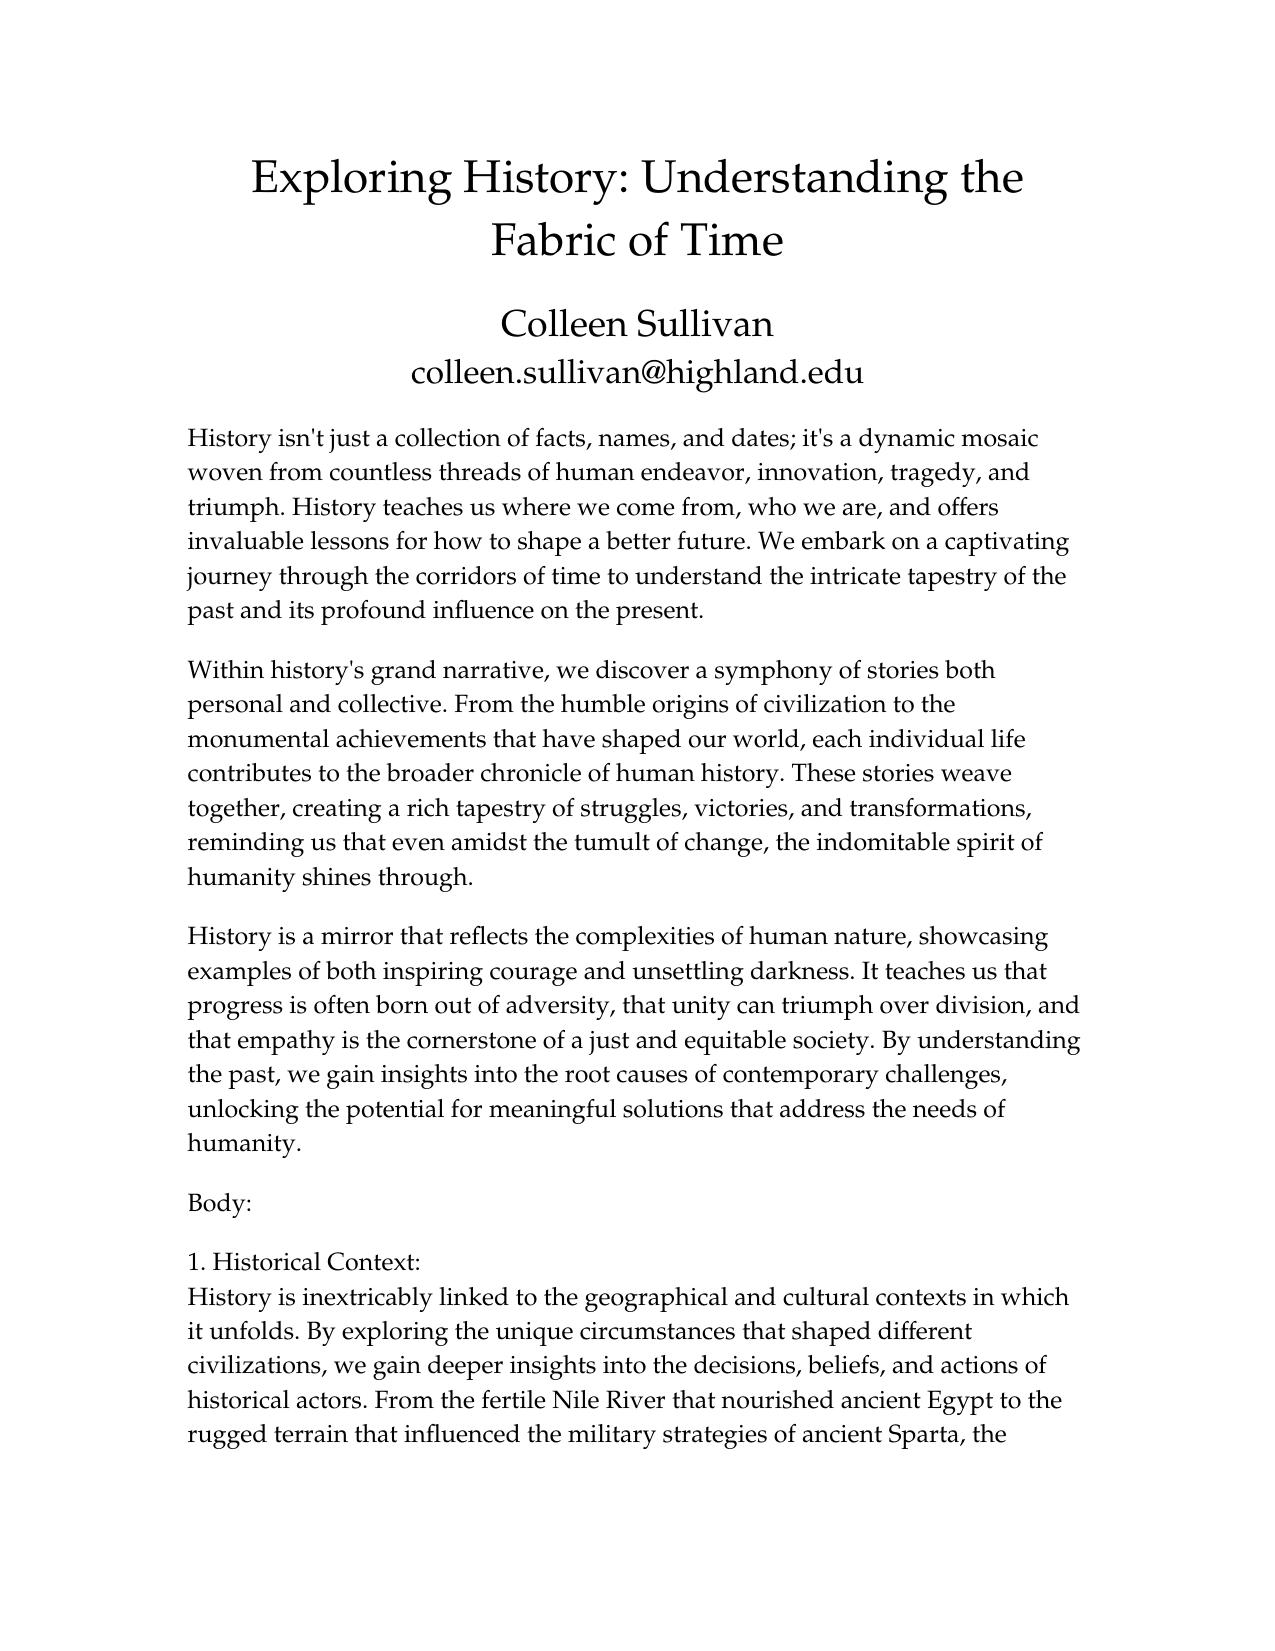 Exploring History: Understanding the
Fabric of Time
Colleen Sullivan
colleen.sullivan@highland.edu
History isn't just a collection of facts, names, and dates; it's a dynamic mosaic
woven from countless threads of human endeavor, innovation, tragedy, and
triumph. History teaches us where we come from, who we are, and offers
invaluable lessons for how to shape a better future. We embark on a captivating
journey through the corridors of time to understand the intricate tapestry of the
past and its profound influence on the present.
Within history's grand narrative, we discover a symphony of stories both
personal and collective. From the humble origins of civilization to the
monumental achievements that have shaped our world, each individual life
contributes to the broader chronicle of human history. These stories weave
together, creating a rich tapestry of struggles, victories, and transformations,
reminding us that even amidst the tumult of change, the indomitable spirit of
humanity shines through.
History is a mirror that reflects the complexities of human nature, showcasing
examples of both inspiring courage and unsettling darkness. It teaches us that
progress is often born out of adversity, that unity can triumph over division, and
that empathy is the cornerstone of a just and equitable society. By understanding
the past, we gain insights into the root causes of contemporary challenges,
unlocking the potential for meaningful solutions that address the needs of
humanity.
Body:
1. Historical Context:
History is inextricably linked to the geographical and cultural contexts in which
it unfolds. By exploring the unique circumstances that shaped different
civilizations, we gain deeper insights into the decisions, beliefs, and actions of
historical actors. From the fertile Nile River that nourished ancient Egypt to the
rugged terrain that influenced the military strategies of ancient Sparta, the